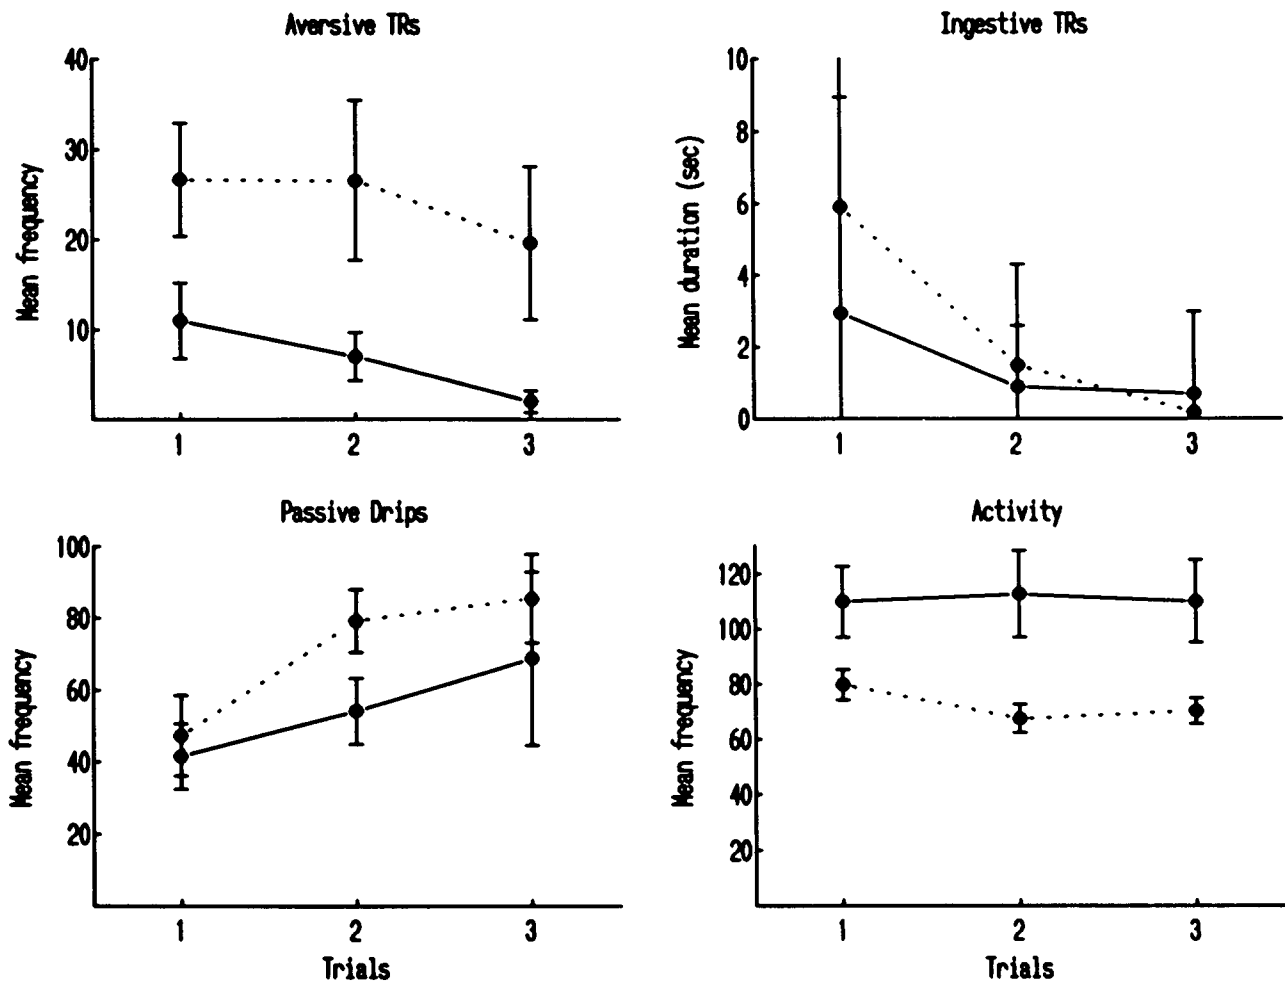 Aversive TRs
40
30
20
10
Mean frequency
1 2 3
Ingestive TRs
10
8
6
4
2
0
Mean duration (sec)
1 2 3
Passive Drips
100
80
60
40
20
Mean frequency
1 2 3
Trials
Activity
120
100
80
60
40
20
Mean frequency
1 2 3
Trials